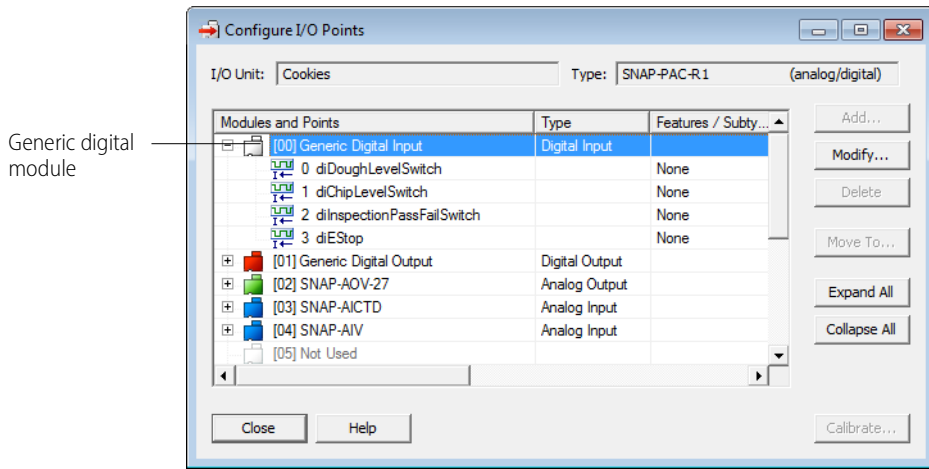 Configure I/O Points
I/O Unit: Cookies Type: SNAP-PAC-R1 (analog/digital)
Modules and Points Type Features / Subty...
Add...
Generic digital
module
[00] Generic Digital Input Digital Input
Modify...
0 diDoughLevelSwitch None
1 diChipLevelSwitch None
Delete
2 diInspectionPassFailSwitch None
3 diEStop None
Move To...
[01] Generic Digital Output Digital Output
[02] SNAP-AOV-27 Analog Output
Expand All
[03] SNAP-AICTD Analog Input
[04] SNAP-AIV Analog Input
Collapse All
[05] Not Used
Close Help Calibrate...